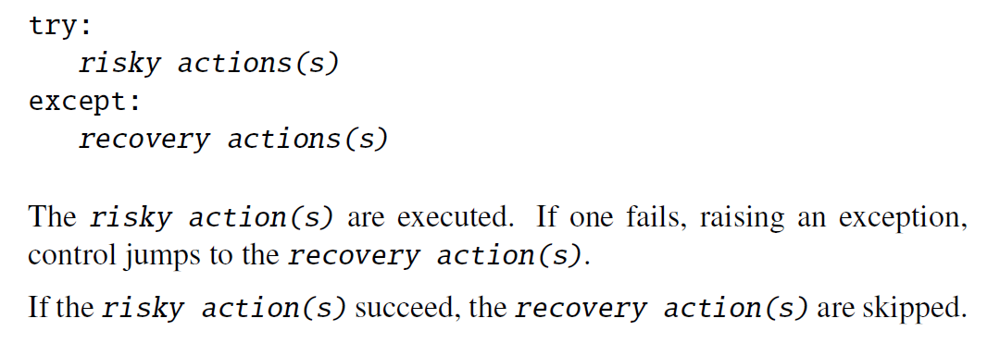 try:
risky actions(s)
except:
recovery actions(s)
The risky action(s) are executed. If one fails, raising an exception,
control jumps to the recovery action(s).
If the risky action(s) succeed, the recovery action(s) are skipped.